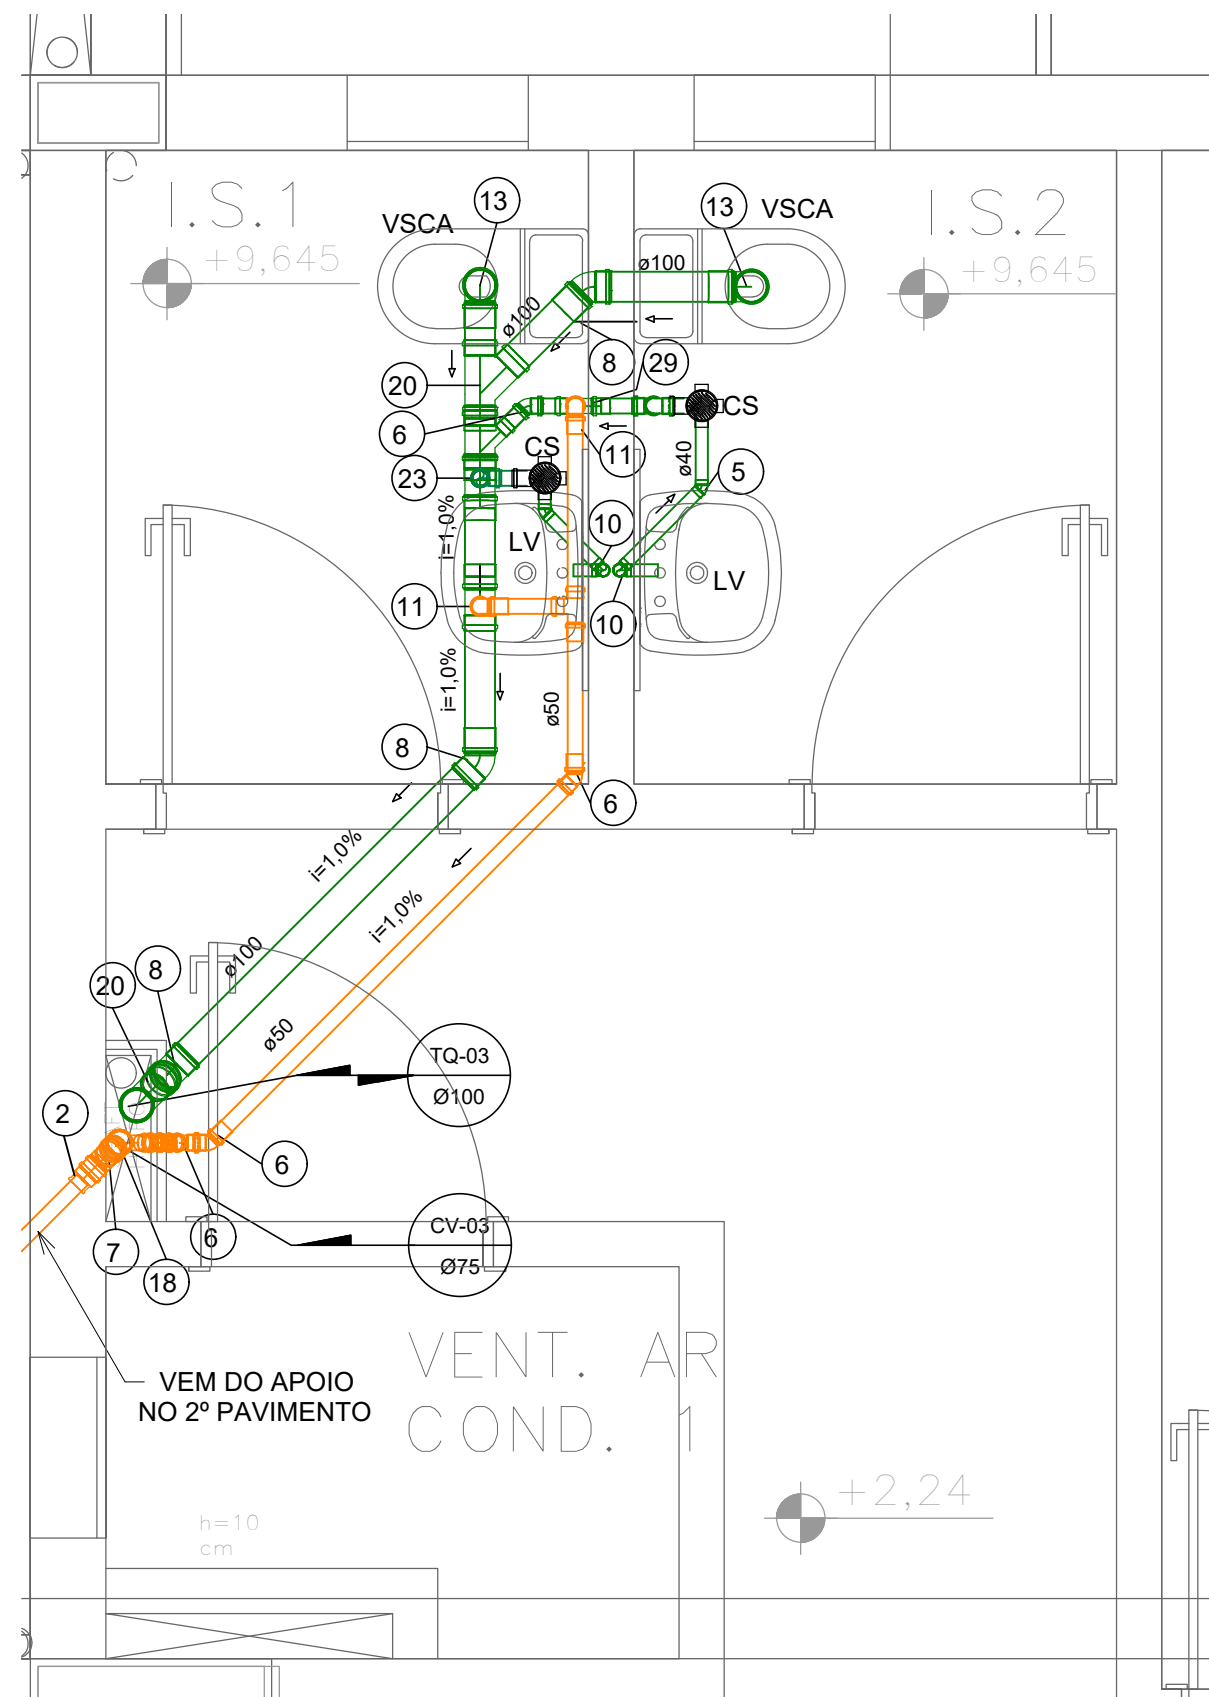 I.S.1
+9,645
VSCA
13
13
VSCA
I.S.2
+9,645
ø100
ø100
8
29
20
6
CS
11
CS
23
ø40
5
i=1,0%
10
LV
LV
11
10
i=1,0%
ø50
8
6
i=1,0%
i=1,0%
ø100
8
20
ø50
TQ-03
Ø100
2
6
CV-03
Ø75
7
6
18
VEM DO APOIO
NO 2º PAVIMENTO
VENT. AR
COND. 1
+2,24
h=10
cm